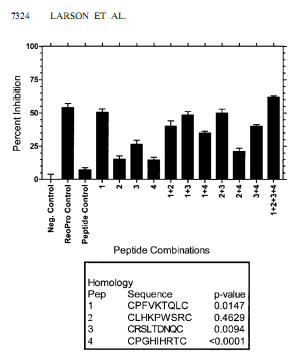 7324 LARSON ET AL.
Percent Inhibition
100
75
50
25
0
Neg. Control
ReoPro Control
Peptide Control
1
2
3
4
1+2
1+3
1+4
2+3
2+4
3+4
1+2+3+4
Peptide Combinations
Homology
Pep Sequence p-value
1 CPFVKTQLC 0.0147
2 CLHKPWSRC 0.4629
3 CRSLTDNQC 0.0094
4 CPGHIHRTC <0.0001